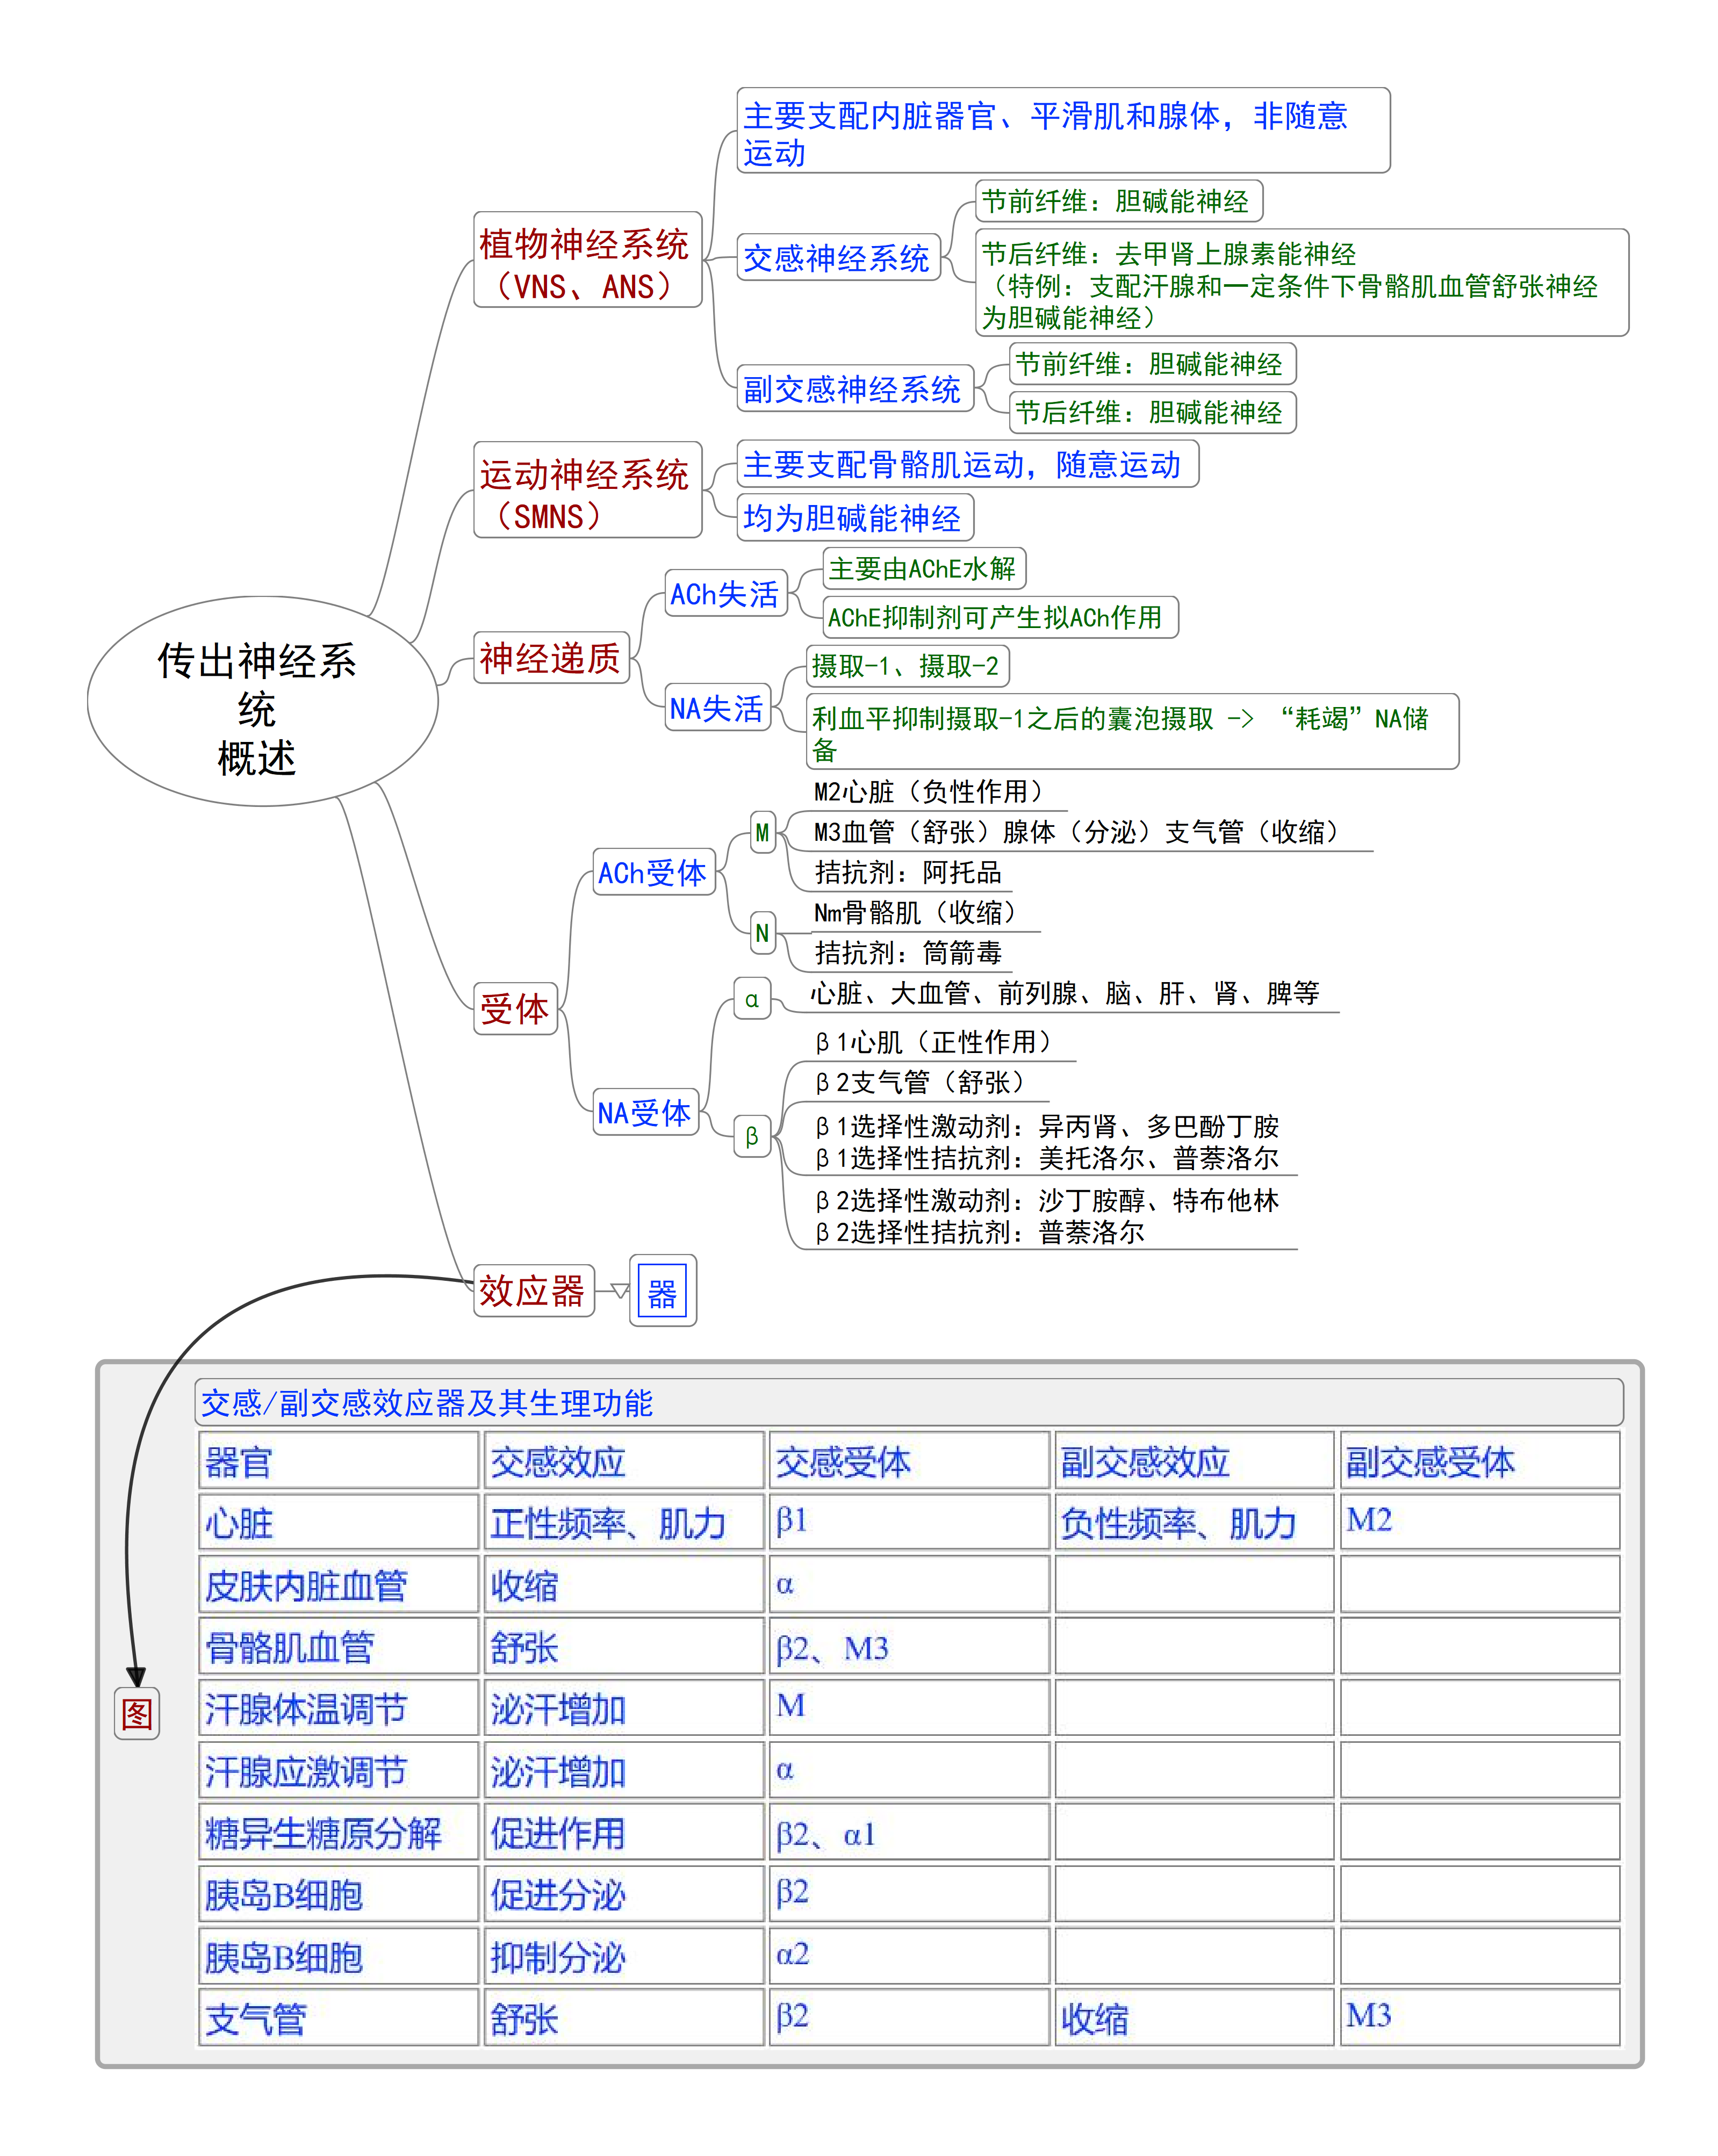 主要支配内脏器官、平滑肌和腺体，非随意
运动
植物神经系统
（VNS、ANS）
交感神经系统
节前纤维：胆碱能神经
节后纤维：去甲肾上腺素能神经
（特例：支配汗腺和一定条件下骨骼肌血管舒张神经
为胆碱能神经）
副交感神经系统
节前纤维：胆碱能神经
节后纤维：胆碱能神经
运动神经系统
（SMNS）
主要支配骨骼肌运动，随意运动
均为胆碱能神经
传出神经系
统
概述
神经递质
ACh失活
主要由AChE水解
AChE抑制剂可产生拟ACh作用
NA失活
摄取-1、摄取-2
利血平抑制摄取-1之后的囊泡摄取 -> “耗竭”NA储
备
受体
ACh受体
M
M2心脏（负性作用）
M3血管（舒张）腺体（分泌）支气管（收缩）
拮抗剂：阿托品
N
Nm骨骼肌（收缩）
拮抗剂：筒箭毒
NA受体
α
心脏、大血管、前列腺、脑、肝、肾、脾等
β
β1心肌（正性作用）
β2支气管（舒张）
β1选择性激动剂：异丙肾、多巴酚丁胺
β1选择性拮抗剂：美托洛尔、普萘洛尔
β2选择性激动剂：沙丁胺醇、特布他林
β2选择性拮抗剂：普萘洛尔
效应器
器
图
交感/副交感效应器及其生理功能
器官 交感效应 交感受体 副交感效应 副交感受体
心脏 正性频率、肌力 β1 负性频率、肌力 M2
皮肤内脏血管 收缩 α
骨骼肌血管 舒张 β2、M3
汗腺体温调节 泌汗增加 M
汗腺应激调节 泌汗增加 α
糖异生糖原分解 促进作用 β2、α1
胰岛B细胞 促进分泌 β2
胰岛B细胞 抑制分泌 α2
支气管 舒张 β2 收缩 M3